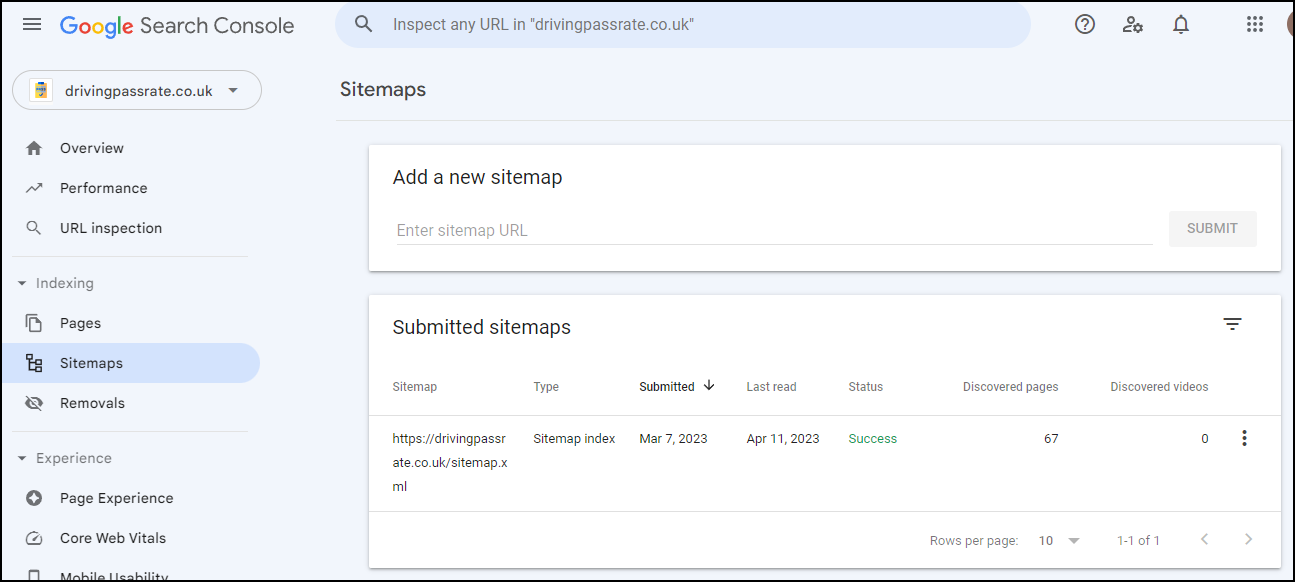 Google Search Console
Inspect any URL in "drivingpassrate.co.uk"
drivingpassrate.co.uk
Sitemaps
Overview
Performance
URL inspection
Indexing
Pages
Sitemaps
Removals
Experience
Page Experience
Core Web Vitals
Mobile Usability
Add a new sitemap
Enter sitemap URL
SUBMIT
Submitted sitemaps
Sitemap Type Submitted Last read Status Discovered pages Discovered videos
https://drivingpassr Sitemap index Mar 7, 2023 Apr 11, 2023 Success 67 0
ate.co.uk/sitemap.x
ml
Rows per page: 10 1-1 of 1